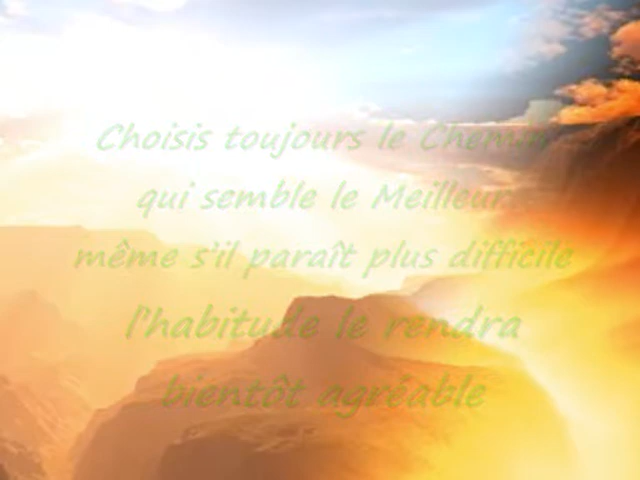 Choisis toujours le Chemin
qui semble le Meilleur
même s'il paraît plus difficile
l'habitude le rendra
bientôt agréable